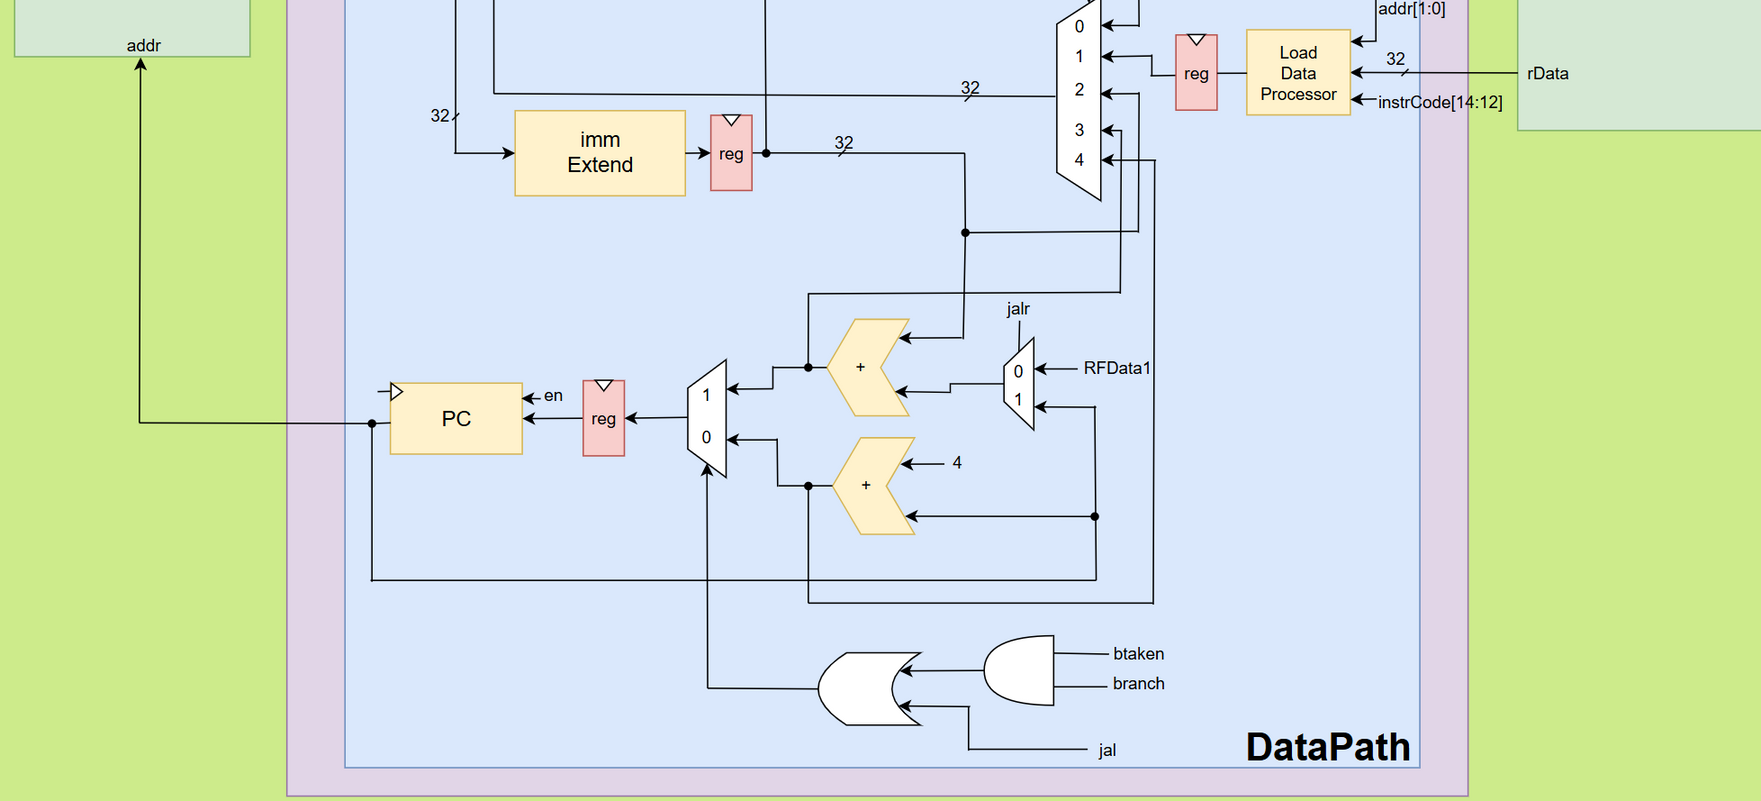 addr
32
imm
Extend
reg
32
32
0
1
2
3
4
reg
Load
Data
Processor
addr[1:0]
32
rData
instrCode[14:12]
jalr
0
1
RFData1
+
+
4
1
0
reg
en
PC
btaken
branch
jal
DataPath